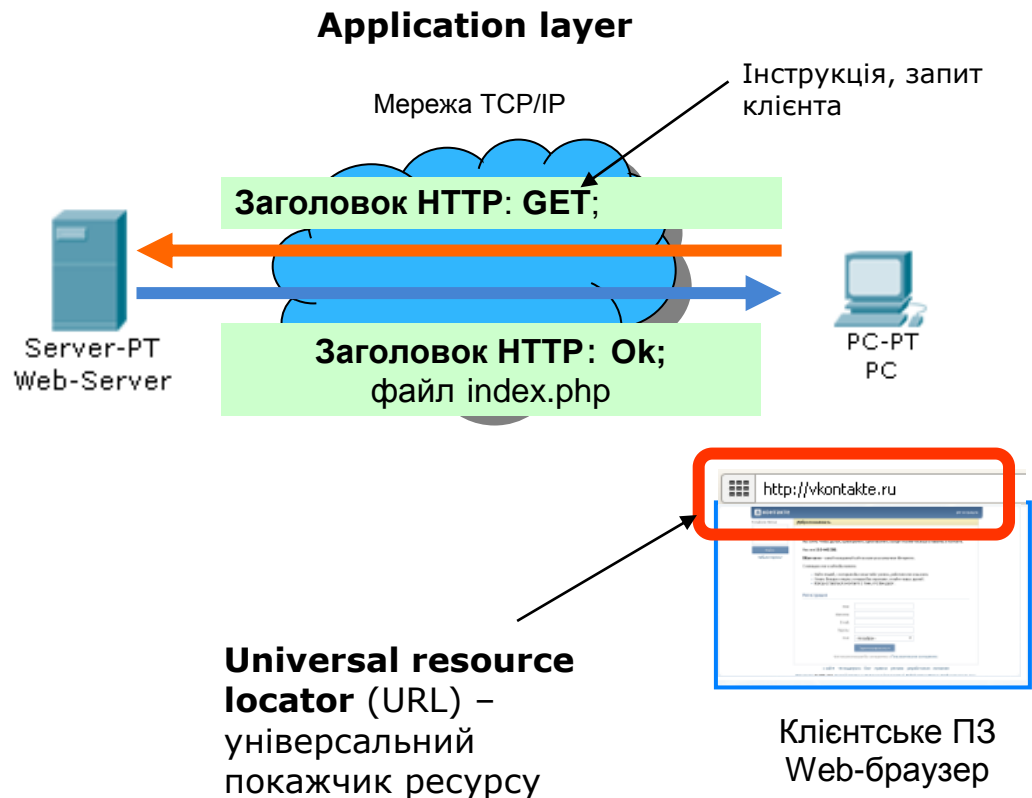 Application layer
Інструкція, запит
клієнта
Мережа TCP/IP
Заголовок HTTP: GET;
Server-PT
Web-Server
PC-PT
PC
Заголовок HTTP: Ok;
файл index.php
http://vkontakte.ru
Universal resource
locator (URL) –
універсальний
покажчик ресурсу
Клієнтське ПЗ
Web-браузер